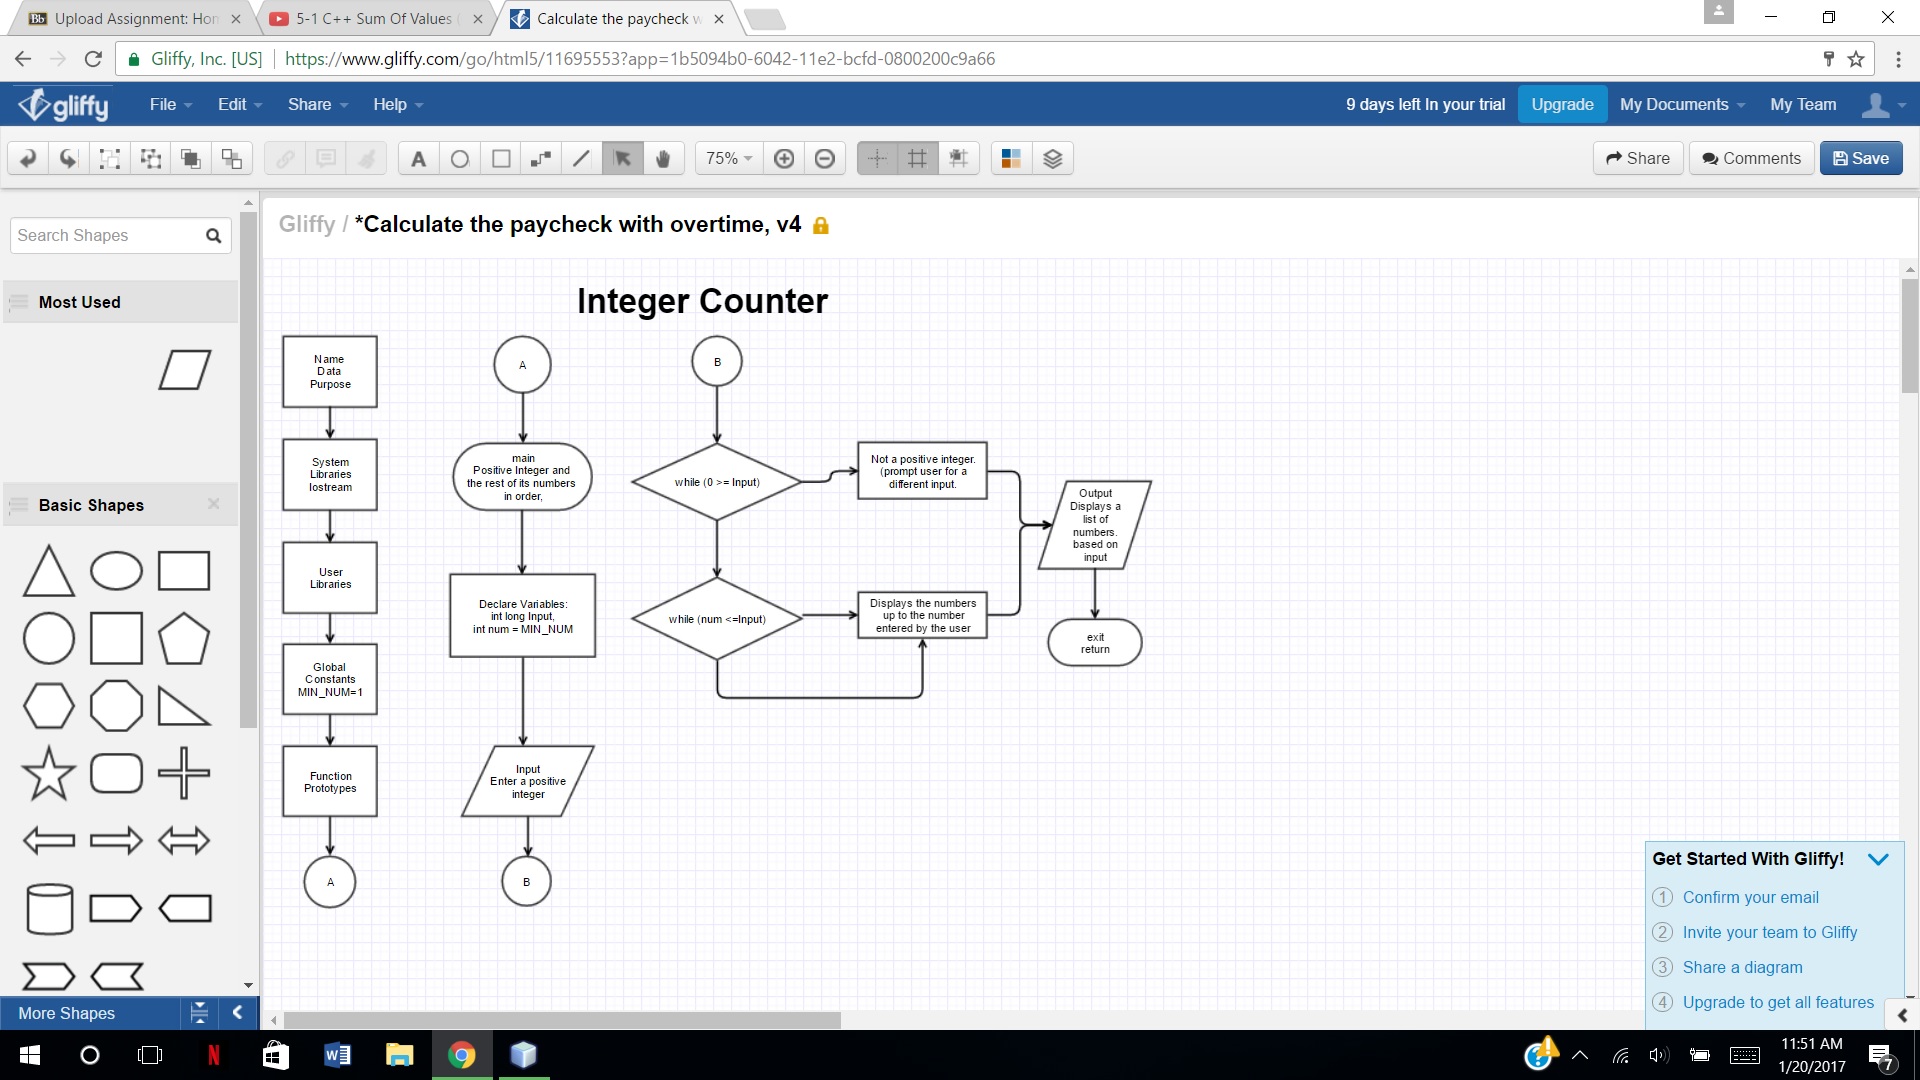 Upload Assignment: Hor
5-1 C++ Sum Of Values
Calculate the paycheck w
Gliffy, Inc. [US]
https://www.gliffy.com/go/html5/11695553?app=1b5094b0-6042-11e2-bcfd-0800200c9a66
gliffy
File
Edit
Share
Help
9 days left In your trial
Upgrade
My Documents
My Team
A
75%
Share
Comments
Save
Search Shapes
Gliffy / *Calculate the paycheck with overtime, v4
Most Used
Basic Shapes
More Shapes
Integer Counter
Name
Data
Purpose
System
Libraries
Iostream
User
Libraries
Global
Constants
MIN_NUM=1
Function
Prototypes
A
A
main
Positive Integer and
the rest of its numbers
in order,
Declare Variables:
int long Input,
int num = MIN_NUM
Input
Enter a positive
integer
B
B
while (0 >= Input)
Not a positive integer.
(prompt user for a
different input.
while (num <=Input)
Displays the numbers
up to the number
entered by the user
Output
Displays a
list of
numbers.
based on
input
exit
return
Get Started With Gliffy!
1 Confirm your email
2 Invite your team to Gliffy
3 Share a diagram
4 Upgrade to get all features
11:51 AM
1/20/2017
7